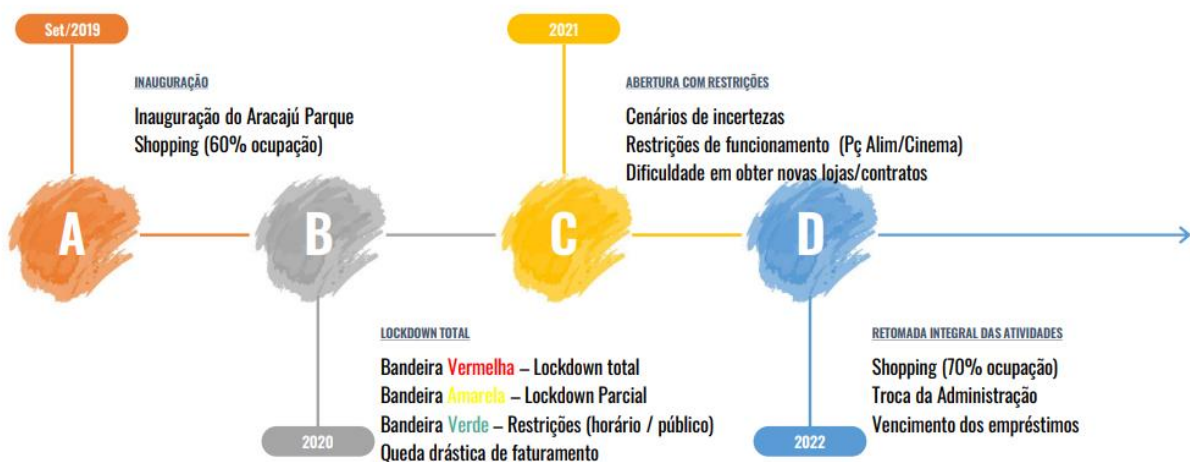 Set/2019
A
INAUGURAÇÃO
Inauguração do Aracajú Parque
Shopping (60% ocupação)
B
2020
LOCKDOWN TOTAL
Bandeira Vermelha – Lockdown total
Bandeira Amarela – Lockdown Parcial
Bandeira Verde – Restrições (horário / público)
Queda drástica de faturamento
2021
C
ABERTURA COM RESTRIÇÕES
Cenários de incertezas
Restrições de funcionamento (Pç Alim/Cinema)
Dificuldade em obter novas lojas/contratos
D
2022
RETOMADA INTEGRAL DAS ATIVIDADES
Shopping (70% ocupação)
Troca da Administração
Vencimento dos empréstimos